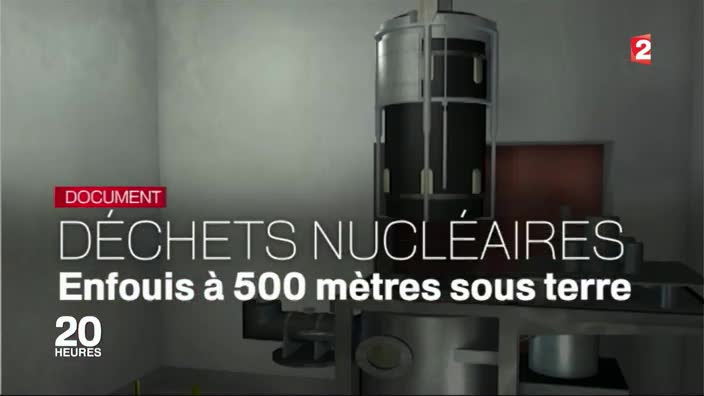 2
DOCUMENT
DÉCHETS NUCLÉAIRES
Enfouis à 500 mètres sous terre
20
HEURES